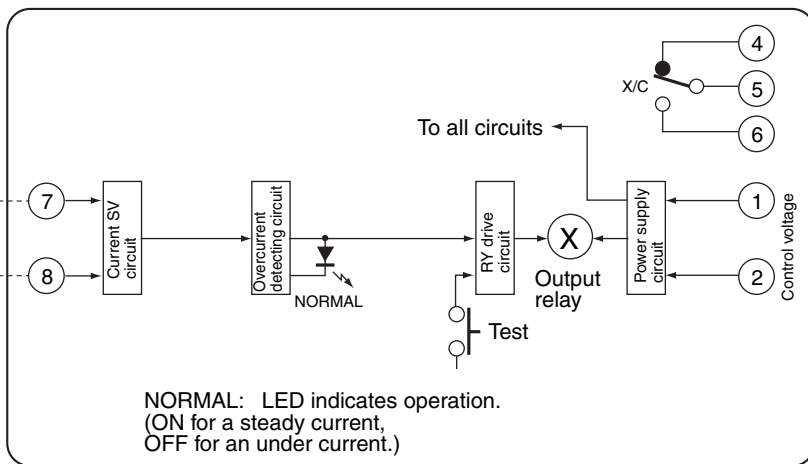 4
X/C
5
To all circuits
6
7
Current SV
circuit
Overcurrent
detecting circuit
RY drive
circuit
X
Power supply
circuit
1
Control voltage
8
NORMAL
Output
relay
2
Test
NORMAL: LED indicates operation.
(ON for a steady current,
OFF for an under current.)